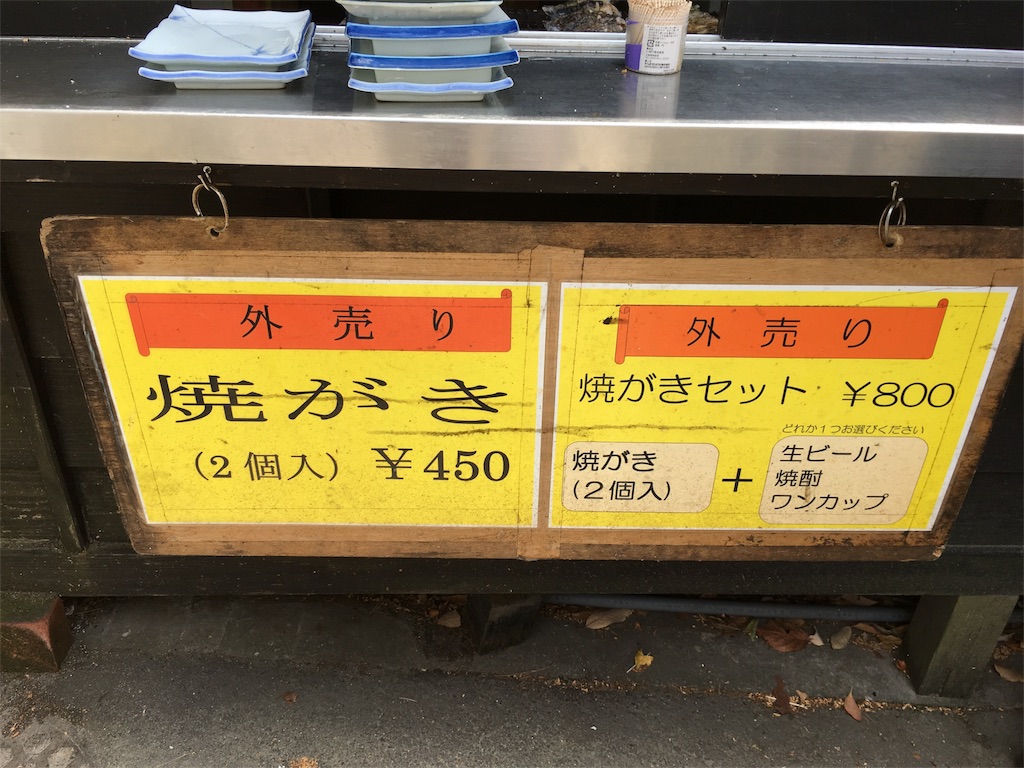 外売り
焼がき
(2個入) ¥450
外売り
焼がきセット ¥800
どれか1つお選びください
焼がき
(2個入)
+
生ビール
焼酎
ワンカップ